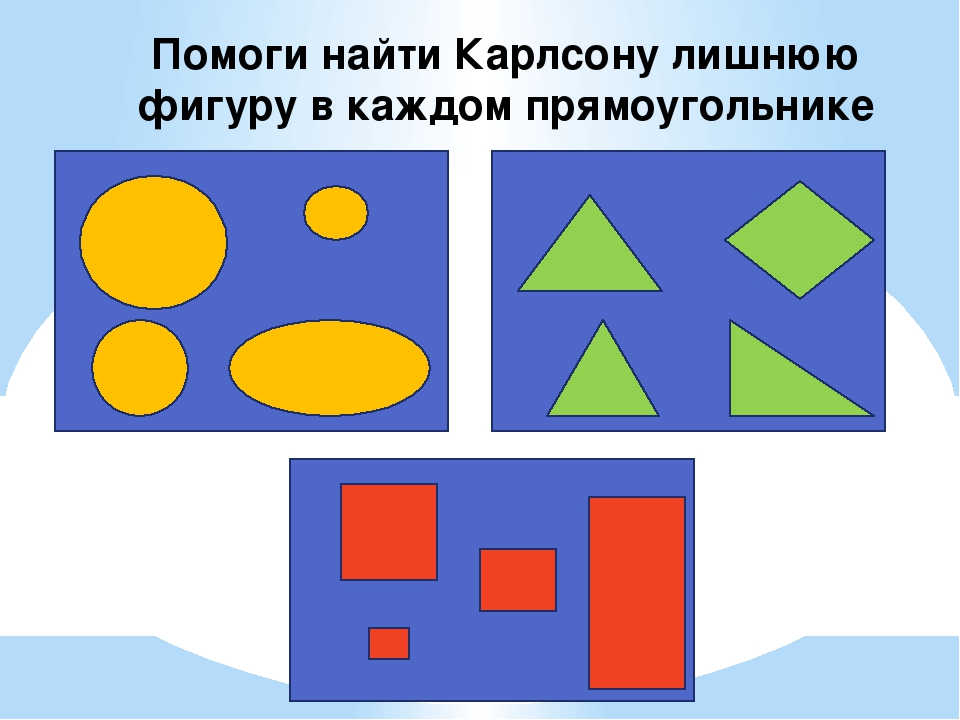 Помоги найти Карлсону лишнюю
фигуру в каждом прямоугольнике